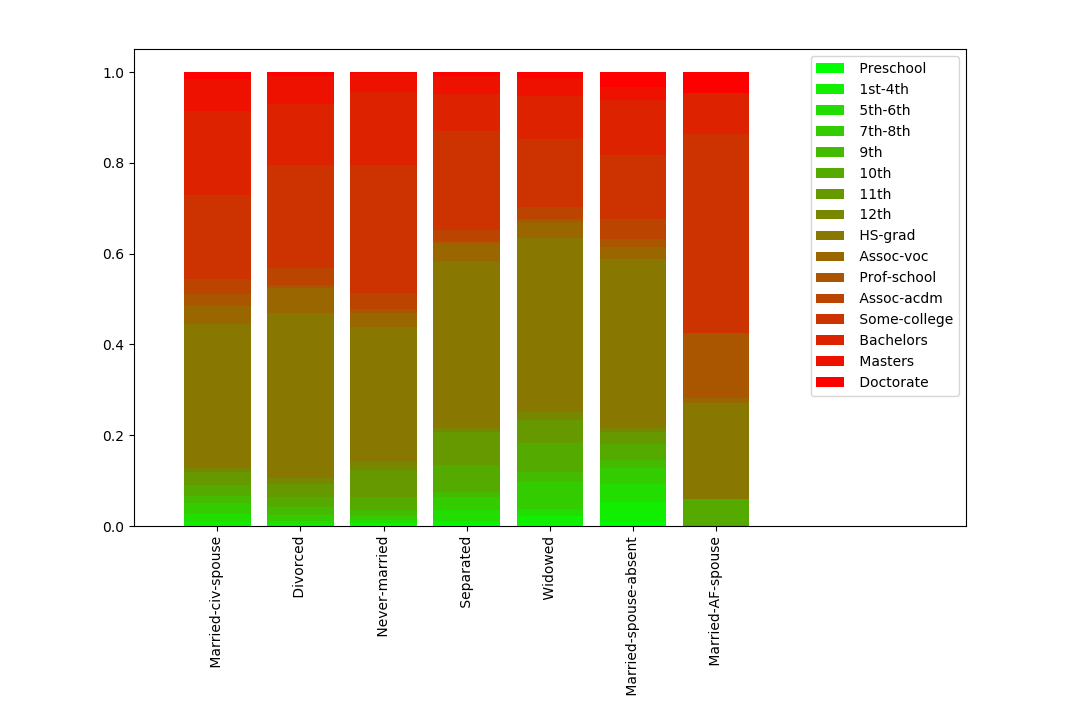 1.0
0.8
0.6
0.4
0.2
0.0
Married-civ-spouse
Divorced
Never-married
Separated
Widowed
Married-spouse-absent
Married-AF-spouse
Preschool
1st-4th
5th-6th
7th-8th
9th
10th
11th
12th
HS-grad
Assoc-voc
Prof-school
Assoc-acdm
Some-college
Bachelors
Masters
Doctorate